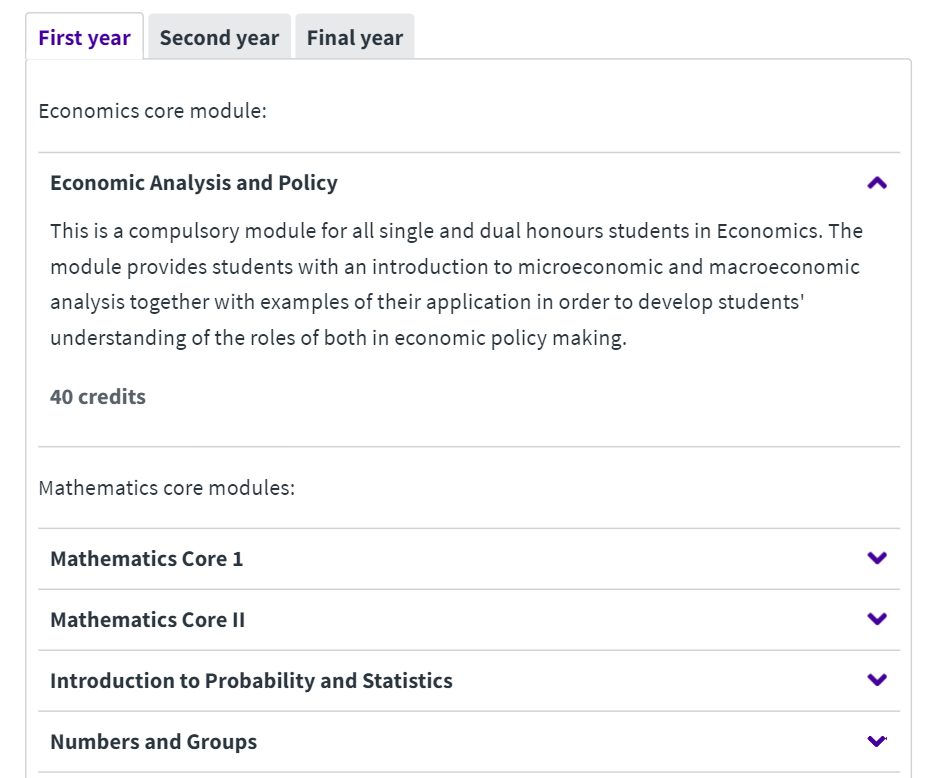 First year Second year Final year
Economics core module:
Economic Analysis and Policy
This is a compulsory module for all single and dual honours students in Economics. The
module provides students with an introduction to microeconomic and macroeconomic
analysis together with examples of their application in order to develop students'
understanding of the roles of both in economic policy making.
40 credits
Mathematics core modules:
Mathematics Core 1
Mathematics Core II
Introduction to Probability and Statistics
Numbers and Groups